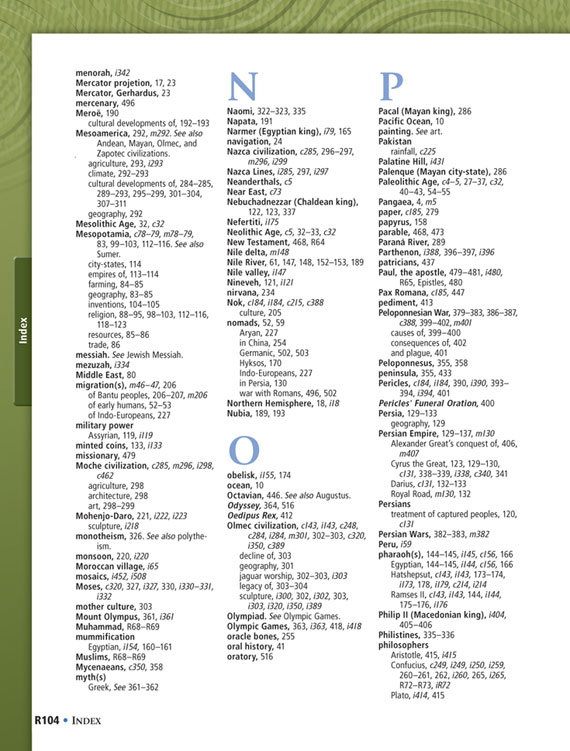 menorah, i342
Mercator projetion, 17, 23
Mercator, Gerhardus, 23
mercenary, 496
Meroë, 190
cultural developments of, 192–193
Mesoamerica, 292, m292. See also
Andean, Mayan, Olmec, and
Zapotec civilizations.
agriculture, 293, i293
climate, 292–293
cultural developments of, 284–285,
289–293, 295–299, 301–304,
307–311
geography, 292
Mesolithic Age, 32, c32
Mesopotamia, c78–79, m78–79,
83, 99–103, 112–116. See also
Sumer.
city-states, 114
empires of, 113–114
farming, 84–85
geography, 83–85
inventions, 104–105
religion, 88–95, 98–103, 112–116,
118–123
resources, 85–86
trade, 86
messiah. See Jewish Messiah.
mezuzah, i334
Middle East, 80
migration(s), m46–47, 206
of Bantu peoples, 206–207, m206
of early humans, 52–53
of Indo-Europeans, 227
military power
Assyrian, 119, i119
minted coins, 133, i133
missionary, 479
Moche civilization, c285, m296, i298,
c462
agriculture, 298
architecture, 298
art, 298–299
Mohenjo-Daro, 221, i222, i223
sculpture, i218
monotheism, 326. See also polythe-
ism.
monsoon, 220, i220
Moroccan village, i65
mosaics, i452, i508
Moses, c320, 327, i327, 330, i330–331,
i332
mother culture, 303
Mount Olympus, 361, i361
Muhammad, R68–R69
mummification
Egyptian, i154, 160–161
Muslims, R68–R69
Mycenaeans, c350, 358
myth(s)
Greek, See 361–362
N
Naomi, 322–323, 335
Napata, 191
Narmer (Egyptian king), i79, 165
navigation, 24
Nazca civilization, c285, 296–297,
m296, i299
Nazca Lines, i285, 297, i297
Neanderthals, c5
Near East, c73
Nebuchadnezzar (Chaldean king),
122, 123, 337
Nefertiti, i175
Neolithic Age, c5, 32–33, c32
New Testament, 468, R64
Nile delta, m148
Nile River, 61, 147, 148, 152–153, 189
Nile valley, i147
Nineveh, 121, i121
nirvana, 234
Nok, c184, i184, c215, c388
culture, 205
nomads, 52, 59
Aryan, 227
in China, 254
Germanic, 502, 503
Hyksos, 170
Indo-Europeans, 227
in Persia, 130
war with Romans, 496, 502
Northern Hemisphere, 18, i18
Nubia, 189, 193
O
obelisk, i155, 174
ocean, 10
Octavian, 446. See also Augustus.
Odyssey, 364, 516
Oedipus Rex, 412
Olmec civilization, c143, i143, c248,
c284, i284, m301, 302–303, c320,
i350, c389
decline of, 303
geography, 301
jaguar worship, 302–303, i303
legacy of, 303–304
sculpture, i300, 302, i302, 303,
i303, i320, i350, i389
Olympiad. See Olympic Games.
Olympic Games, 363, i363, 418, i418
oracle bones, 255
oral history, 41
oratory, 516
P
Pacal (Mayan king), 286
Pacific Ocean, 10
painting. See art.
Pakistan
rainfall, c225
Palatine Hill, i431
Palenque (Mayan city-state), 286
Paleolithic Age, c4–5, 27–37, c32,
40–43, 54–55
Pangaea, 4, m5
paper, c185, 279
papyrus, 158
parable, 468, 473
Paraná River, 289
Parthenon, i388, 396–397, i396
patricians, 437
Paul, the apostle, 479–481, i480,
R65, Epistles, 480
Pax Romana, c185, 447
pediment, 413
Peloponnesian War, 379–383, 386–387,
c388, 399–402, m401
causes of, 399–400
consequences of, 402
and plague, 401
Peloponnesus, 355, 358
peninsula, 355, 433
Pericles, c184, i184, 390, i390, 393–
394, i394, 401
Pericles' Funeral Oration, 400
Persia, 129–133
geography, 129
Persian Empire, 129–137, m130
Alexander Great's conquest of, 406,
m407
Cyrus the Great, 123, 129–130,
c131, 338–339, i338, c340, 341
Darius, c131, 132–133
Royal Road, m130, 132
Persians
treatment of captured peoples, 120,
c131
Persian Wars, 382–383, m382
Peru, i59
pharaoh(s), 144–145, i145, c156, 166
Egyptian, 144–145, i144, c156, 166
Hatshepsut, c143, i143, 173–174,
i173, 178, i179, c214, i214
Ramses II, c143, i143, 144, i144,
175–176, i176
Philip II (Macedonian king), i404,
405–406
Philistines, 335–336
philosophers
Aristotle, 415, i415
Confucius, c249, i249, i250, i259,
260–261, 262, i260, 265, i265,
R72–R73, iR72
Plato, i414, 415
Index
R104 • INDEX